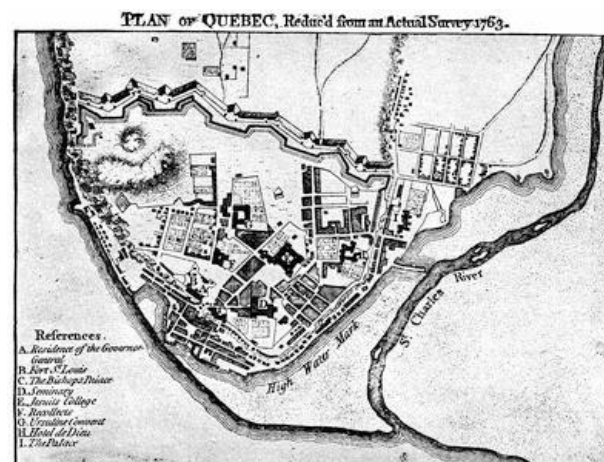 PLAN OF QUEBEC, Reduc'd from an Actual Survey 1763.
St. Charles River
High Water Mark
References.
A. Residence of the Governor-
General
B. Fort St. Louis
C. The Bishops Palace
D. Seminary
E. Jesuits College
F. Recollects
G. Ursuline Convent
H. Hotel de Dieu
I. The Palace